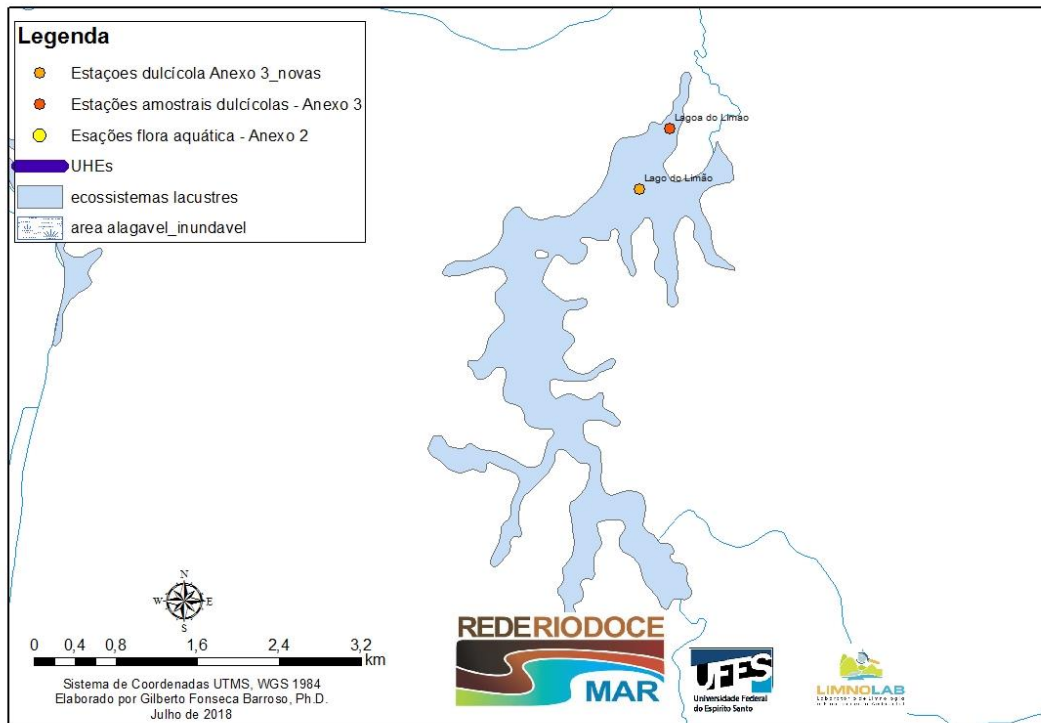 Legenda
Estaçoes dulcícola Anexo 3_novas
Estações amostrais dulcícolas - Anexo 3
Esações flora aquática - Anexo 2
UHEs
ecossistemas lacustres
area alagavel_inundavel
Lagoa do Limão
Lago do Limão
N
W E
S
0 0,4 0,8 1,6 2,4 3,2
km
Sistema de Coordenadas UTMS, WGS 1984
Elaborado por Gilberto Fonseca Barroso, Ph.D.
Julho de 2018
REDERIODOCE
MAR
UFES
Universidade Federal
do Espírito Santo
LIMNOLAB